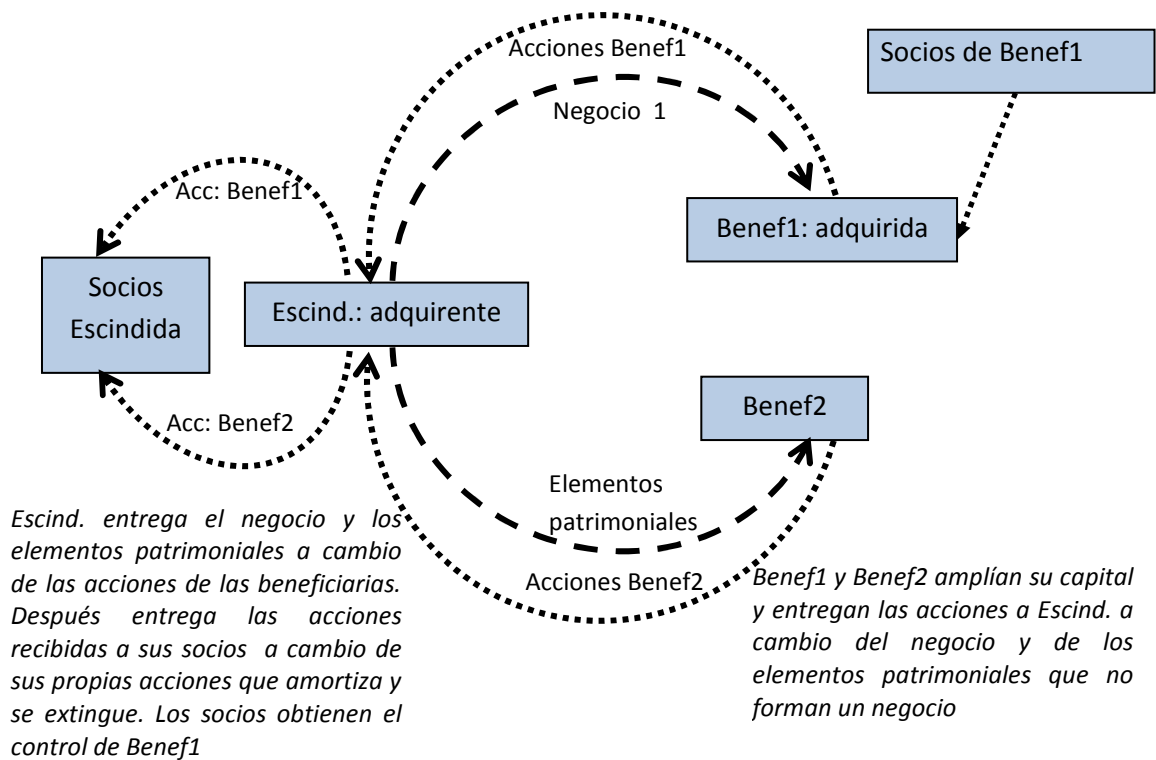 Acciones Benef1
Socios de Benef1
Negocio 1
Acc: Benef1
Benef1: adquirida
Socios
Escindida
Escind.: adquirente
Acc: Benef2
Benef2
Elementos
patrimoniales
Acciones Benef2
Escind. entrega el negocio y los
elementos patrimoniales a cambio
de las acciones de las beneficiarias.
Después entrega las acciones
recibidas a sus socios a cambio de
sus propias acciones que amortiza y
se extingue. Los socios obtienen el
control de Benef1
Benef1 y Benef2 amplían su capital
y entregan las acciones a Escind. a
cambio del negocio y de los
elementos patrimoniales que no
forman un negocio